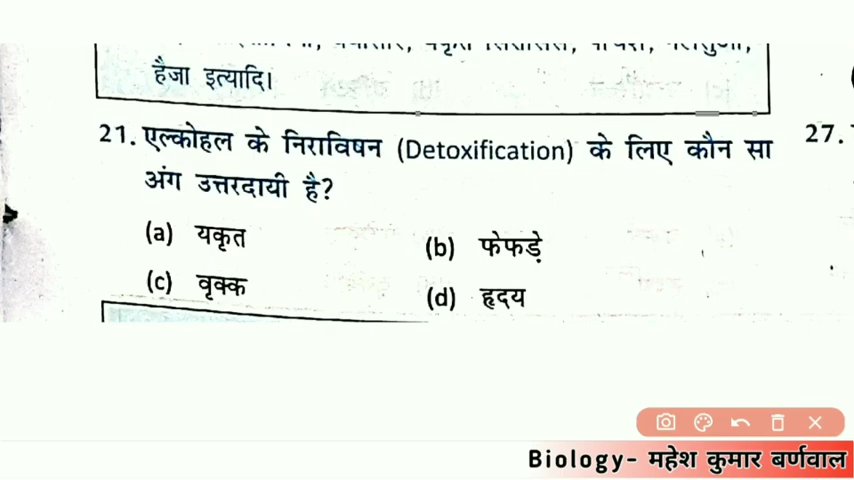 हैजा इत्यादि।
21. एल्कोहल के निराविषन (Detoxification) के लिए कौन सा
अंग उत्तरदायी है?
(a) यकृत
(b) फेफड़े
(c) वृक्क
(d) हृदय
27.
Biology- महेश कुमार बर्णवाल